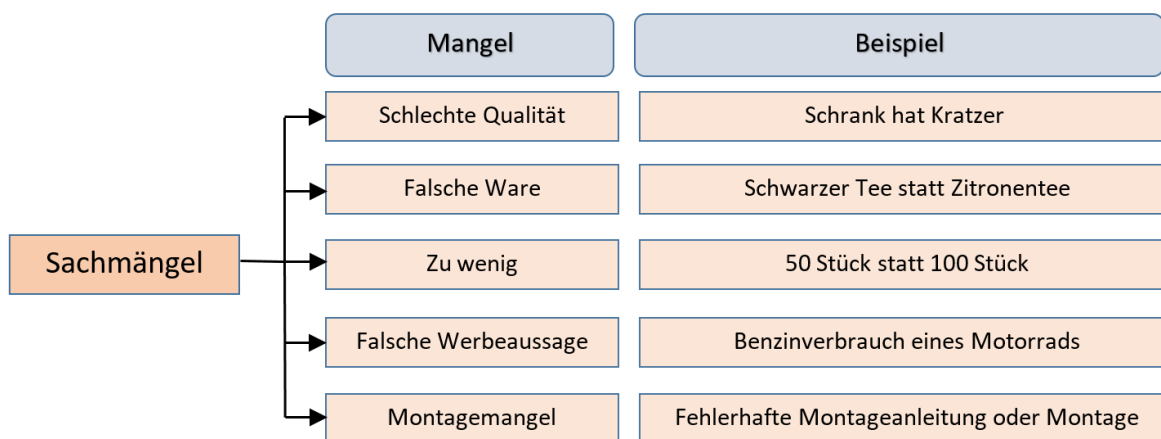 Mangel
Beispiel
Schlechte Qualität
Schrank hat Kratzer
Falsche Ware
Schwarzer Tee statt Zitronentee
Sachmängel
Zu wenig
50 Stück statt 100 Stück
Falsche Werbeaussage
Benzinverbrauch eines Motorrads
Montagemangel
Fehlerhafte Montageanleitung oder Montage